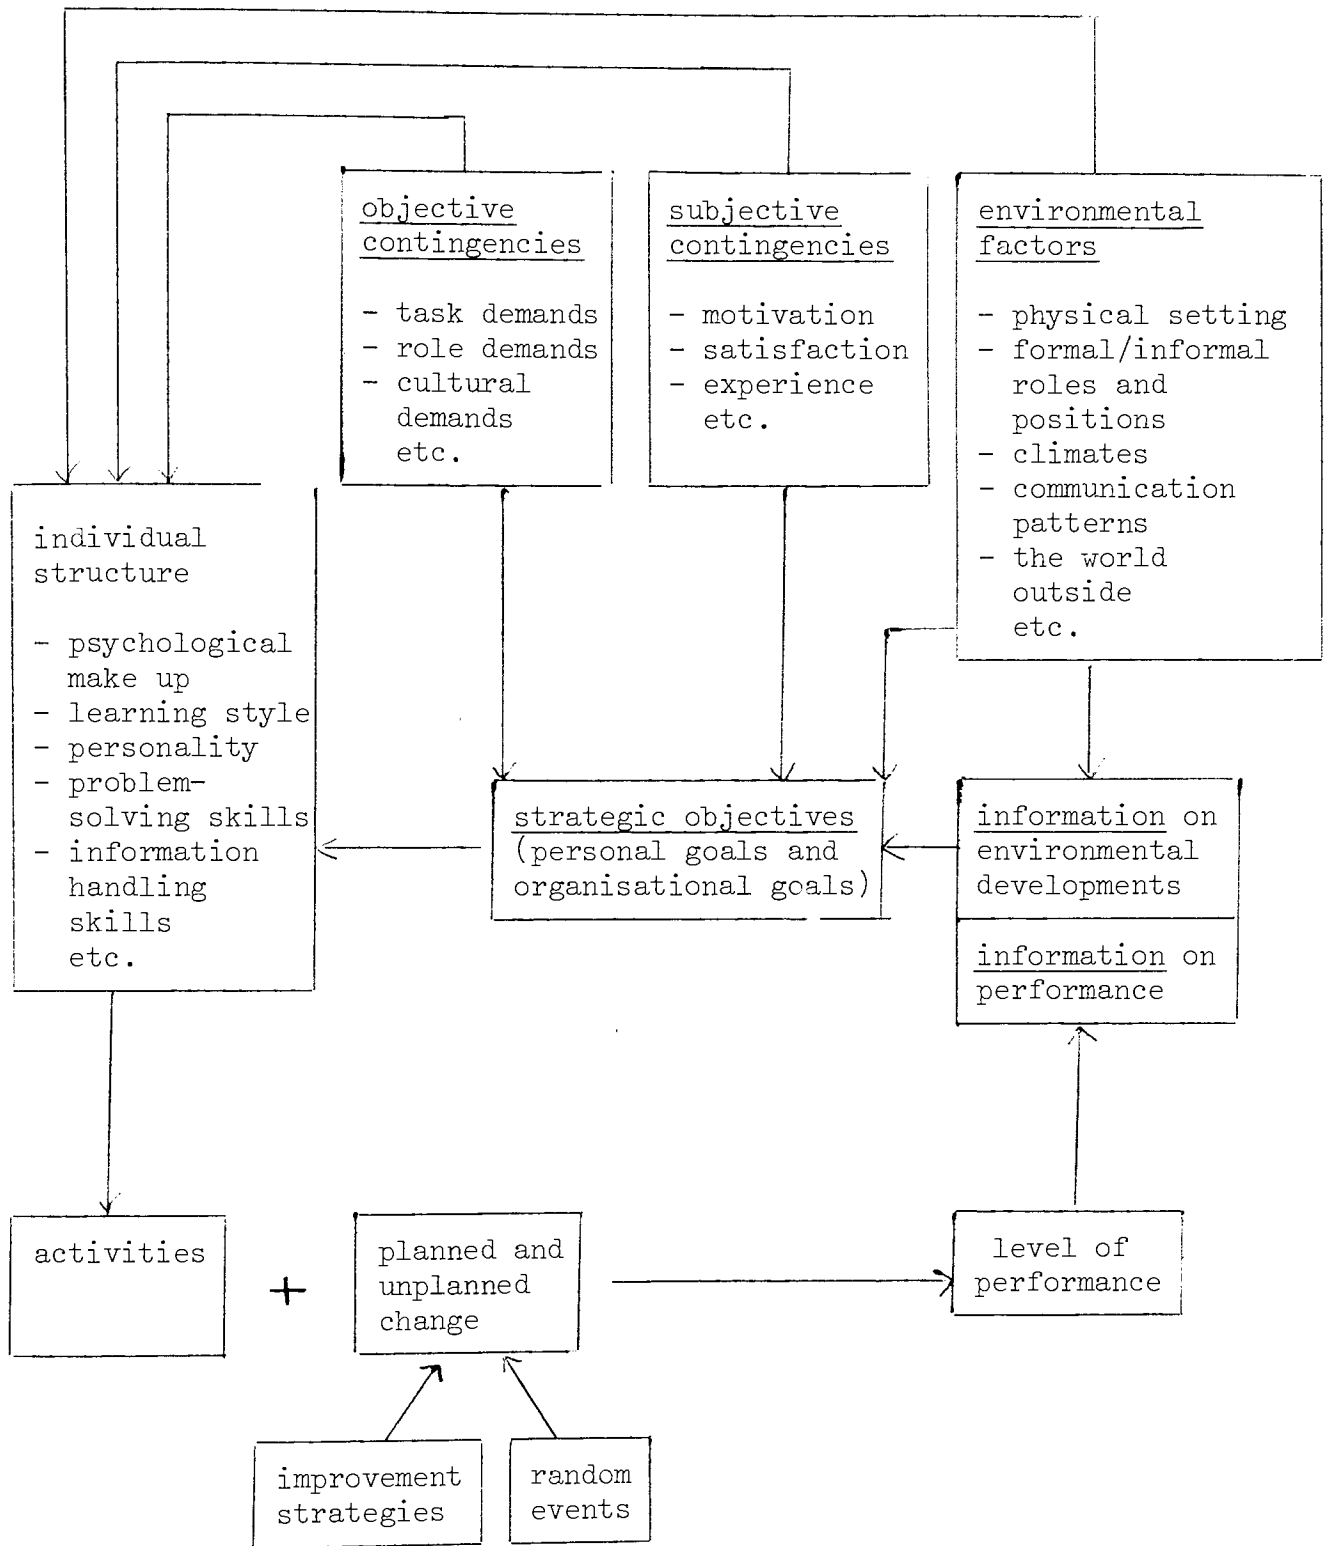 objective
contingencies
- task demands
- role demands
- cultural
demands
etc.
subjective
contingencies
- motivation
- satisfaction
- experience
etc.
environmental
factors
- physical setting
- formal/informal
roles and
positions
- climates
- communication
patterns
- the world
outside
etc.
individual
structure
- psychological
make up
- learning style
- personality
- problem-
solving skills
- information
handling
skills
etc.
strategic objectives
(personal goals and
organisational goals)
information on
environmental
developments
information on
performance
activities
+
planned and
unplanned
change
level of
performance
improvement
strategies
random
events